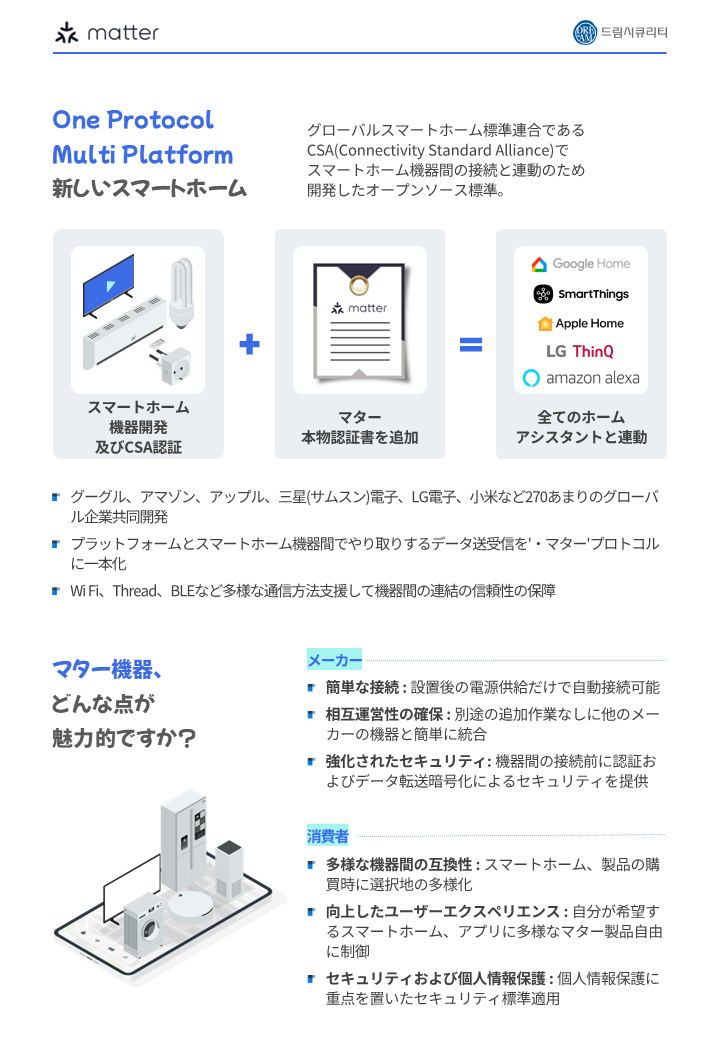 matter
DREAM
드림시큐리티
One Protocol
Multi Platform
新しいスマートホーム
グローバルスマートホーム標準連合である
CSA(Connectivity Standard Alliance)で
スマートホーム機器間の接続と連動のため
開発したオープンソース標準。
matter
Google Home
SmartThings
Apple Home
LG ThinQ
amazon alexa
+
=
スマートホーム
機器開発
及びCSA認証
マター
本物認証書を追加
全てのホーム
アシスタントと連動
グーグル、アマゾン、アップル、三星(サムスン)電子、LG電子、小米など270あまりのグローバ
ル企業共同開発
プラットフォームとスマートホーム機器間でやり取りするデータ送受信を'・マター'プロトコル
に一本化
Wi Fi、Thread、BLEなど多様な通信方法支援して機器間の連結の信頼性の保障
マター機器、
どんな点が
魅力的ですか?
メーカー
簡単な接続 : 設置後の電源供給だけで自動接続可能
相互運営性の確保 : 別途の追加作業なしに他のメー
カーの機器と簡単に統合
強化されたセキュリティ: 機器間の接続前に認証お
よびデータ転送暗号化によるセキュリティを提供
消費者
多様な機器間の互換性 : スマートホーム、製品の購
買時に選択地の多様化
向上したユーザーエクスペリエンス : 自分が希望す
るスマートホーム、アプリに多様なマター製品自由
に制御
セキュリティおよび個人情報保護 : 個人情報保護に
重点を置いたセキュリティ標準適用